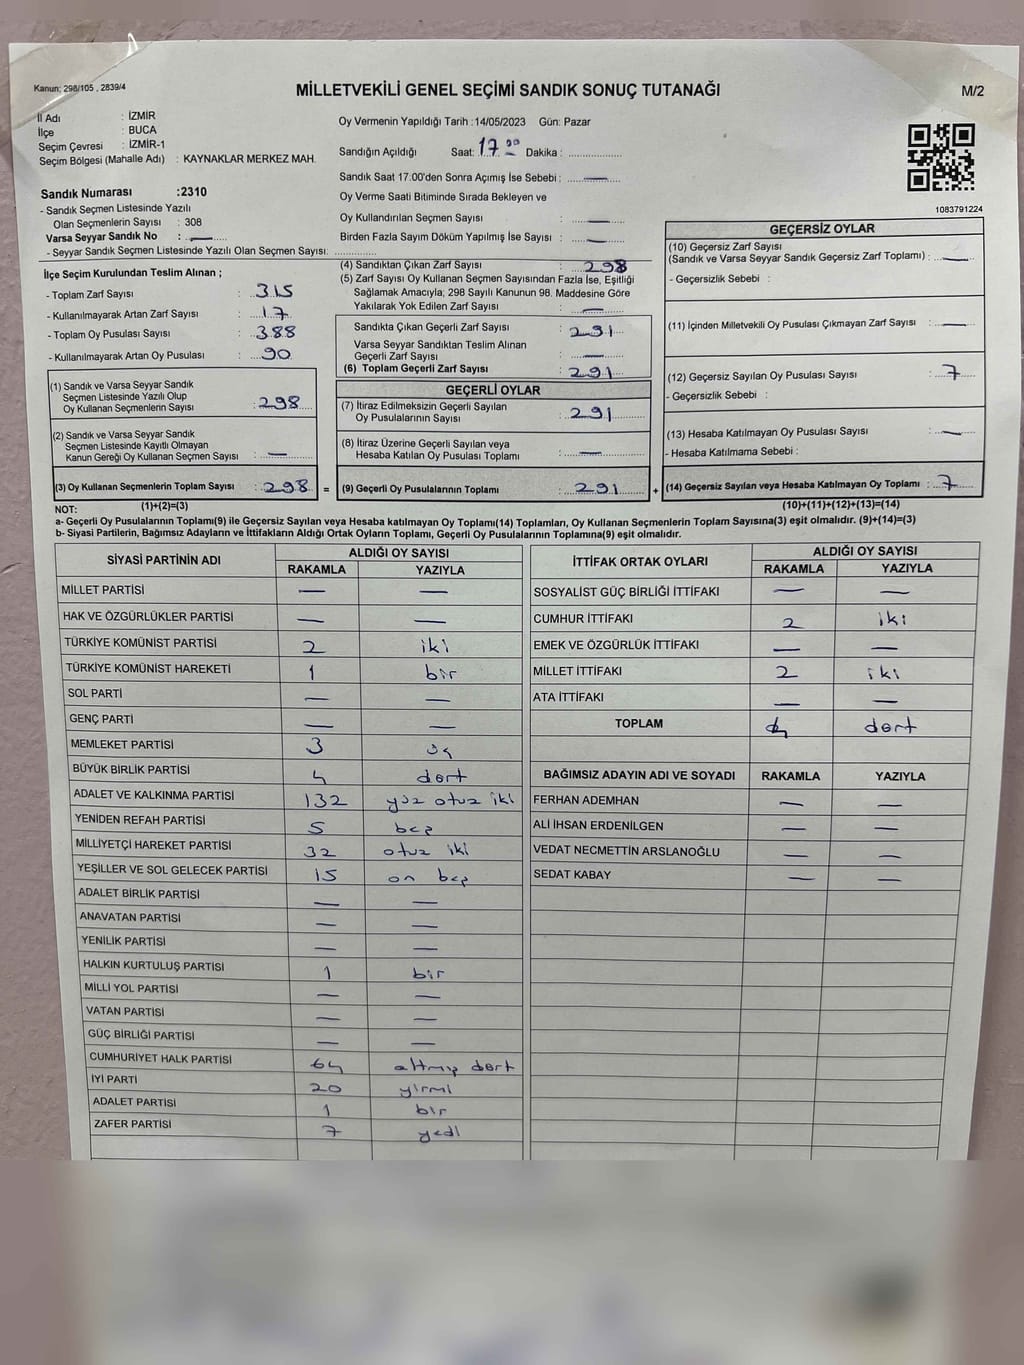 Kanun; 298/105 , 2839/4
MİLLETVEKİLİ GENEL SEÇİMİ SANDIK SONUÇ TUTANAĞI
M/2
İl Adı : İZMİR
İlçe : BUCA
Seçim Çevresi : İZMİR-1
Seçim Bölgesi (Mahalle Adı) : KAYNAKLAR MERKEZ MAH.
Sandık Numarası :2310
- Sandık Seçmen Listesinde Yazılı
Olan Seçmenlerin Sayısı : 308
Varsa Seyyar Sandık No : —
- Seyyar Sandık Seçmen Listesinde Yazılı Olan Seçmen Sayısı:
Oy Vermenin Yapıldığı Tarih :14/05/2023 Gün: Pazar
Sandığın Açıldığı Saat: 17 00 Dakika :
Sandık Saat 17:00'den Sonra Açımış İse Sebebi : —
Oy Verme Saati Bitiminde Sırada Bekleyen ve
Oy Kullandırılan Seçmen Sayısı : —
Birden Fazla Sayım Döküm Yapılmış İse Sayısı : —
1083791224
İlçe Seçim Kurulundan Teslim Alınan ;
- Toplam Zarf Sayısı : 315
- Kullanılmayarak Artan Zarf Sayısı : 17
- Toplam Oy Pusulası Sayısı : 388
- Kullanılmayarak Artan Oy Pusulası : 90
(1) Sandık ve Varsa Seyyar Sandık
Seçmen Listesinde Yazılı Olup
Oy Kullanan Seçmenlerin Sayısı : 298
(2) Sandık ve Varsa Seyyar Sandık
Seçmen Listesinde Kayıtlı Olmayan
Kanun Gereği Oy Kullanan Seçmen Sayısı : —
(3) Oy Kullanan Seçmenlerin Toplam Sayısı : 298 =
(1)+(2)=(3)
(4) Sandıktan Çıkan Zarf Sayısı : 298
(5) Zarf Sayısı Oy Kullanan Seçmen Sayısından Fazla İse, Eşitliği
Sağlamak Amacıyla; 298 Sayılı Kanunun 98. Maddesine Göre
Yakılarak Yok Edilen Zarf Sayısı : —
Sandıkta Çıkan Geçerli Zarf Sayısı : 291
Varsa Seyyar Sandıktan Teslim Alınan
Geçerli Zarf Sayısı : —
(6) Toplam Geçerli Zarf Sayısı : 291
GEÇERLİ OYLAR
(7) İtiraz Edilmeksizin Geçerli Sayılan
Oy Pusulalarının Sayısı : 291
(8) İtiraz Üzerine Geçerli Sayılan veya
Hesaba Katılan Oy Pusulası Toplamı : —
(9) Geçerli Oy Pusulalarının Toplamı : 291 +
GEÇERSİZ OYLAR
(10) Geçersiz Zarf Sayısı
(Sandık ve Varsa Seyyar Sandık Geçersiz Zarf Toplamı) : —
- Geçersizlik Sebebi :
(11) İçinden Milletvekili Oy Pusulası Çıkmayan Zarf Sayısı : —
(12) Geçersiz Sayılan Oy Pusulası Sayısı : 7
- Geçersizlik Sebebi :
(13) Hesaba Katılmayan Oy Pusulası Sayısı : —
- Hesaba Katılmama Sebebi :
(14) Geçersiz Sayılan veya Hesaba Katılmayan Oy Toplamı : 7
(10)+(11)+(12)+(13)=(14)
NOT:
a- Geçerli Oy Pusulalarının Toplamı(9) ile Geçersiz Sayılan veya Hesaba katılmayan Oy Toplamı(14) Toplamları, Oy Kullanan Seçmenlerin Toplam Sayısına(3) eşit olmalıdır. (9)+(14)=(3)
b- Siyasi Partilerin, Bağımsız Adayların ve İttifakların Aldığı Ortak Oyların Toplamı, Geçerli Oy Pusulalarının Toplamına(9) eşit olmalıdır.
SİYASİ PARTİNİN ADI ALDIĞI OY SAYISI
RAKAMLA YAZIYLA
MİLLET PARTİSİ — —
HAK VE ÖZGÜRLÜKLER PARTİSİ — —
TÜRKİYE KOMÜNİST PARTİSİ 2 iki
TÜRKİYE KOMÜNİST HAREKETİ 1 bir
SOL PARTİ — —
GENÇ PARTİ — —
MEMLEKET PARTİSİ 3 üç
BÜYÜK BİRLİK PARTİSİ 4 dört
ADALET VE KALKINMA PARTİSİ 132 yüz otuz iki
YENİDEN REFAH PARTİSİ 5 beş
MİLLİYETÇİ HAREKET PARTİSİ 32 otuz iki
YEŞİLLER VE SOL GELECEK PARTİSİ 15 on beş
ADALET BİRLİK PARTİSİ — —
ANAVATAN PARTİSİ — —
YENİLİK PARTİSİ — —
HALKIN KURTULUŞ PARTİSİ 1 bir
MİLLİ YOL PARTİSİ — —
VATAN PARTİSİ — —
GÜÇ BİRLİĞİ PARTİSİ — —
CUMHURİYET HALK PARTİSİ 64 altmış dört
İYİ PARTİ 20 yirmi
ADALET PARTİSİ 1 bir
ZAFER PARTİSİ 7 yedi
İTTİFAK ORTAK OYLARI ALDIĞI OY SAYISI
RAKAMLA YAZIYLA
SOSYALİST GÜÇ BİRLİĞİ İTTİFAKI — —
CUMHUR İTTİFAKI 2 iki
EMEK VE ÖZGÜRLÜK İTTİFAKI — —
MİLLET İTTİFAKI 2 iki
ATA İTTİFAKI — —
TOPLAM 4 dört
BAĞIMSIZ ADAYIN ADI VE SOYADI RAKAMLA YAZIYLA
FERHAN ADEMHAN — —
ALİ İHSAN ERDENİLGEN — —
VEDAT NECMETTİN ARSLANOĞLU — —
SEDAT KABAY — —